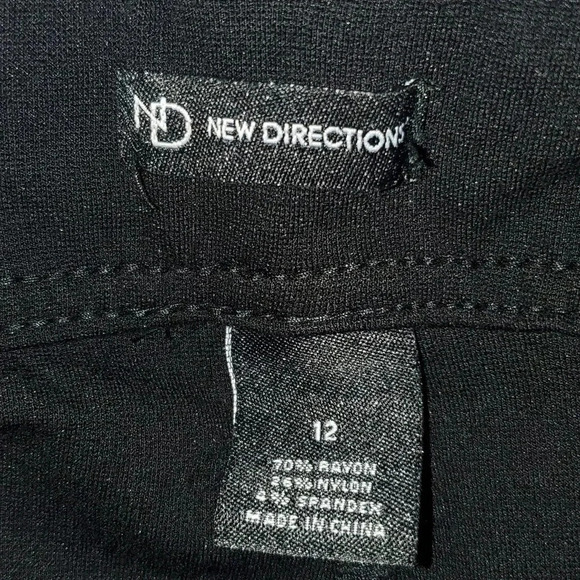 ND NEW DIRECTIONS
12
70% RAYON
26% NYLON
4% SPANDEX
MADE IN CHINA